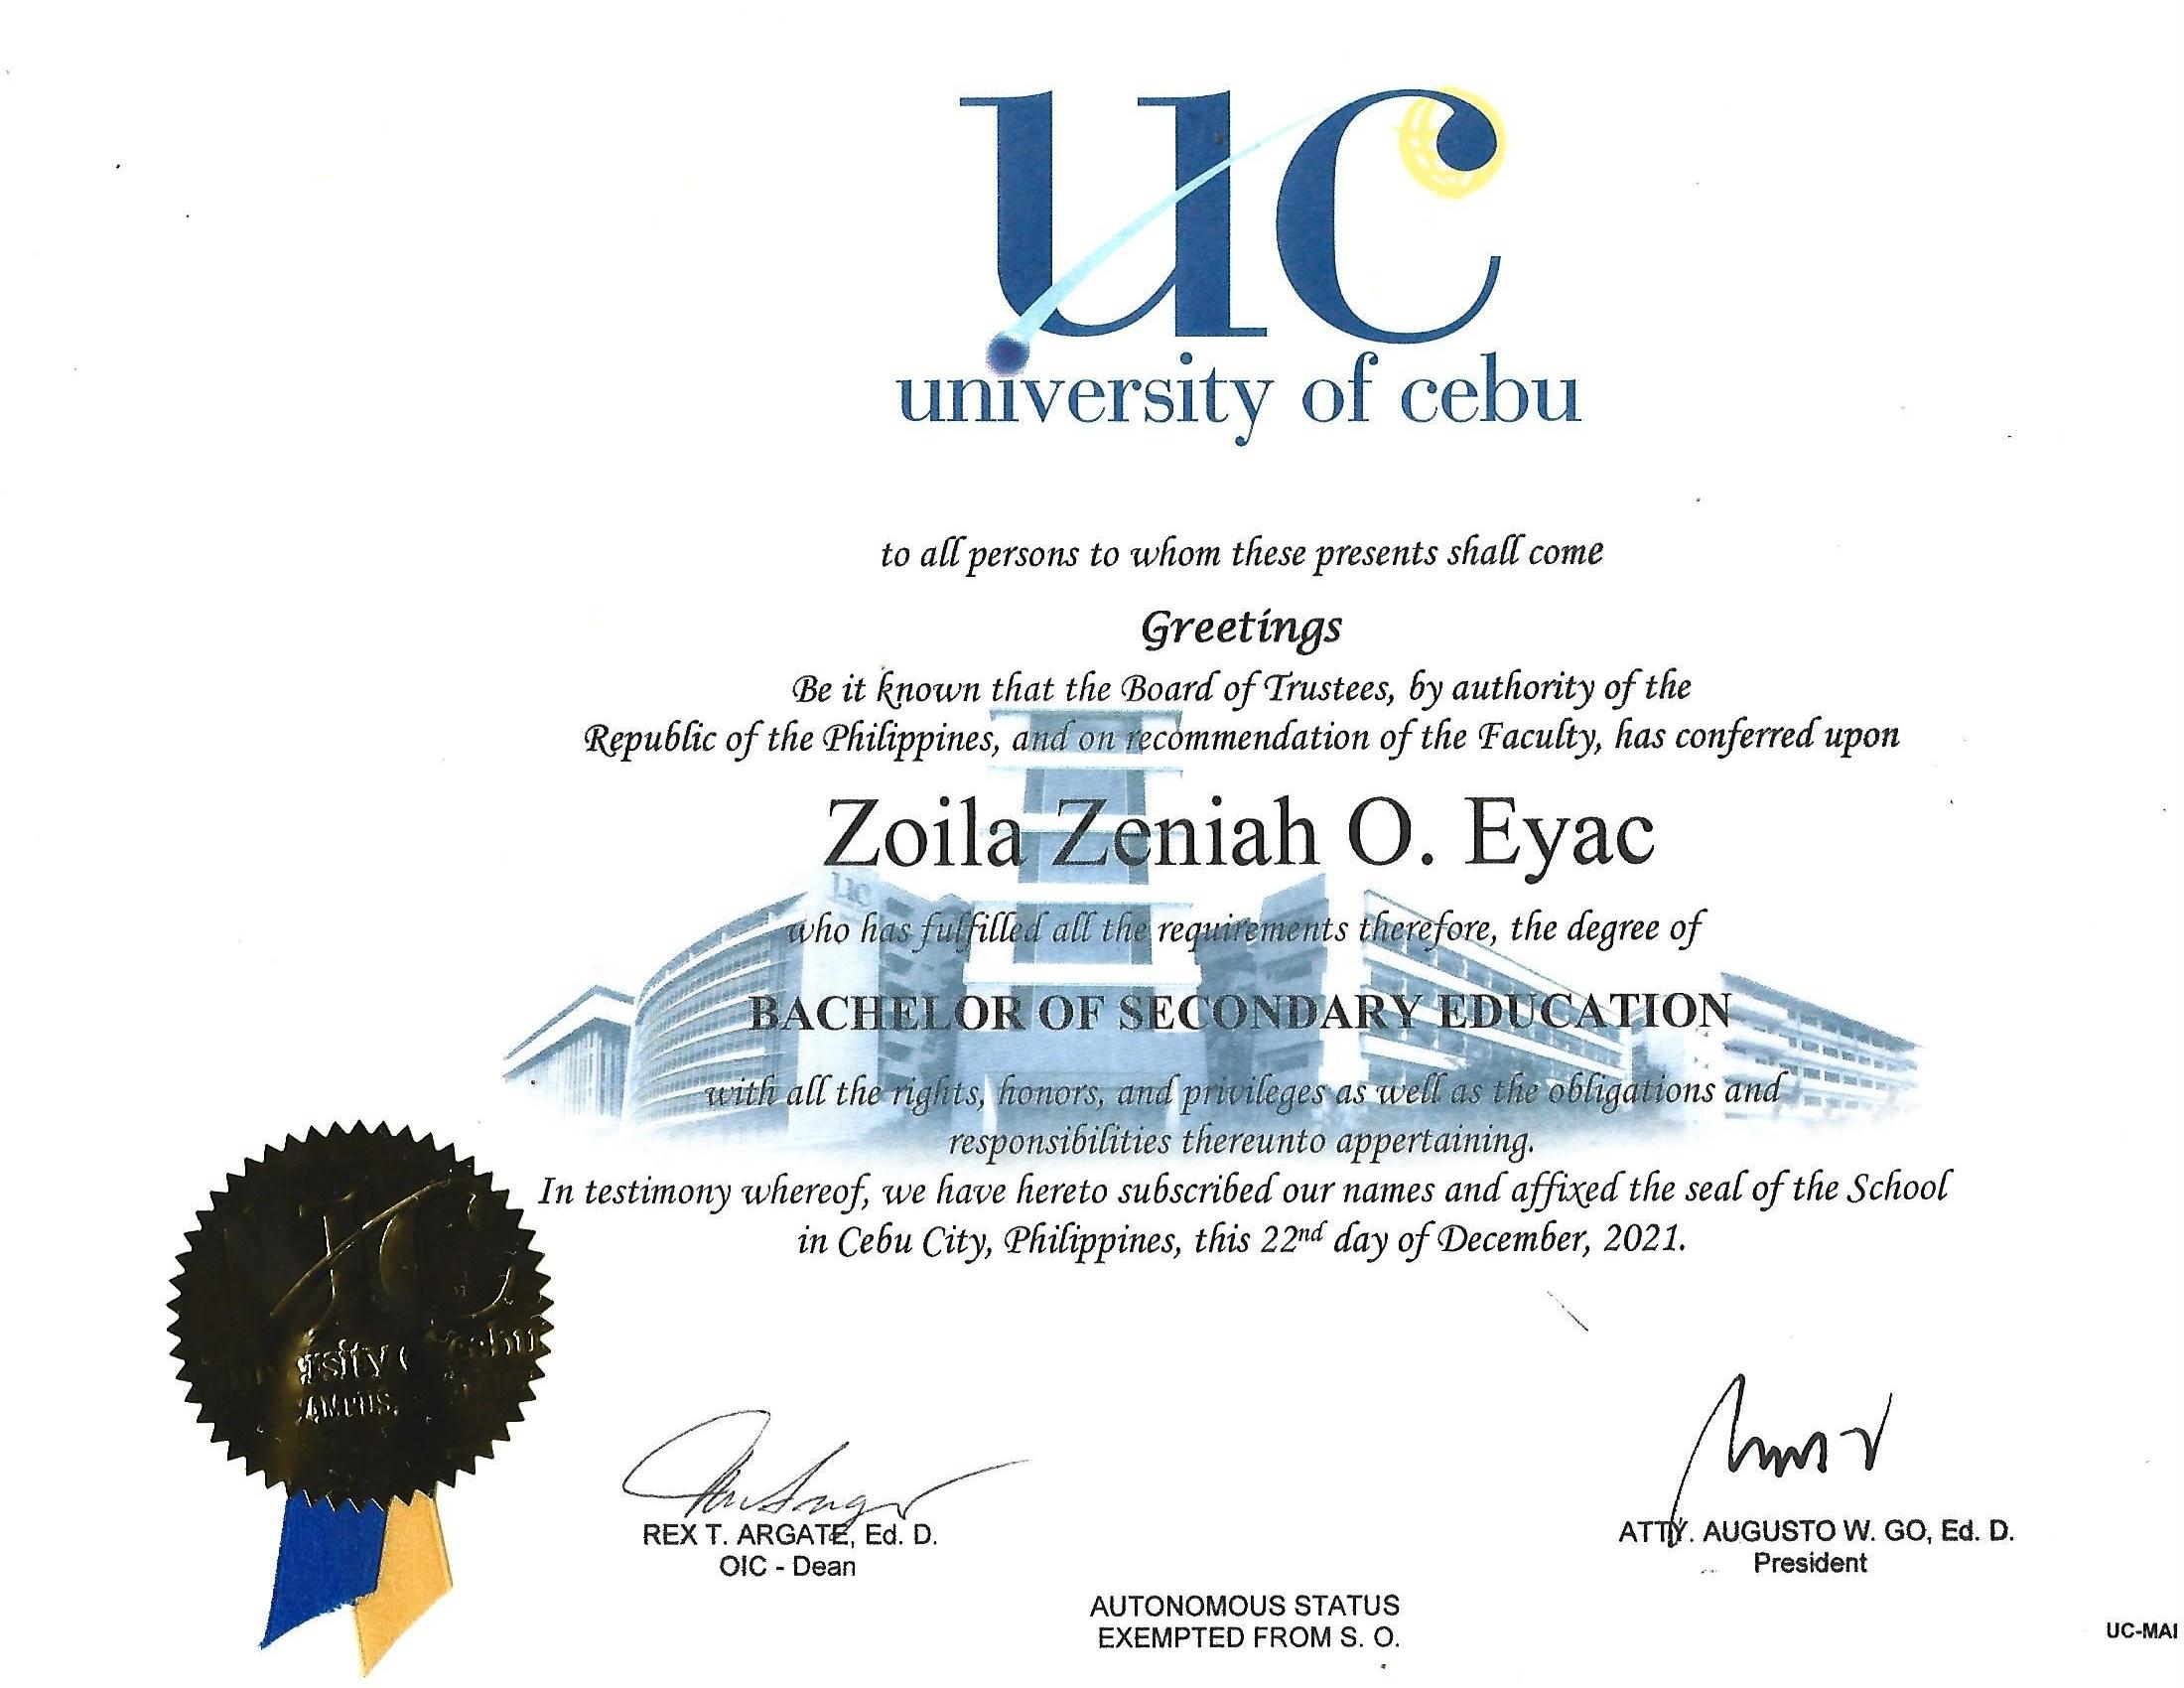 uc
university of cebu
to all persons to whom these presents shall come
Greetings
Be it known that the Board of Trustees, by authority of the
Republic of the Philippines, and on recommendation of the Faculty, has conferred upon
Zoila Zeniah O. Eyac
uc
who has fulfilled all the requirements therefore, the degree of
BACHELOR OF SECONDARY EDUCATION
with all the rights, honors, and privileges as well as the obligations and
responsibilities thereunto appertaining.
In testimony whereof, we have hereto subscribed our names and affixed the seal of the School
in Cebu City, Philippines, this 22nd day of December, 2021.
REX T. ARGATE, Ed. D.
OIC - Dean
ATTY. AUGUSTO W. GO, Ed. D.
President
AUTONOMOUS STATUS
EXEMPTED FROM S. O.
UC-MAI